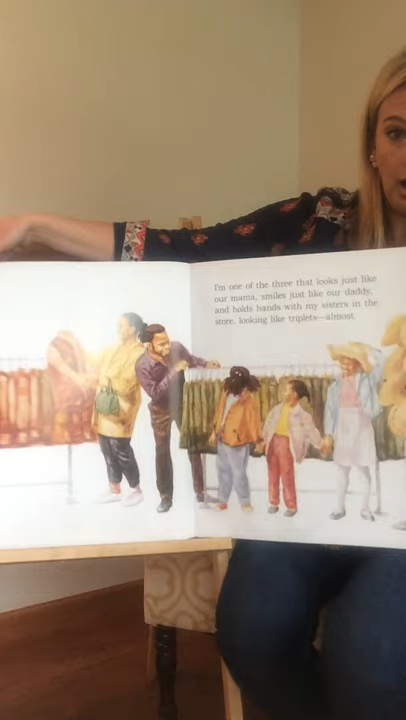 I'm one of the three that looks just like
our mama, smiles just like our daddy,
and holds hands with my sisters in the
store, looking like triplets—almost.